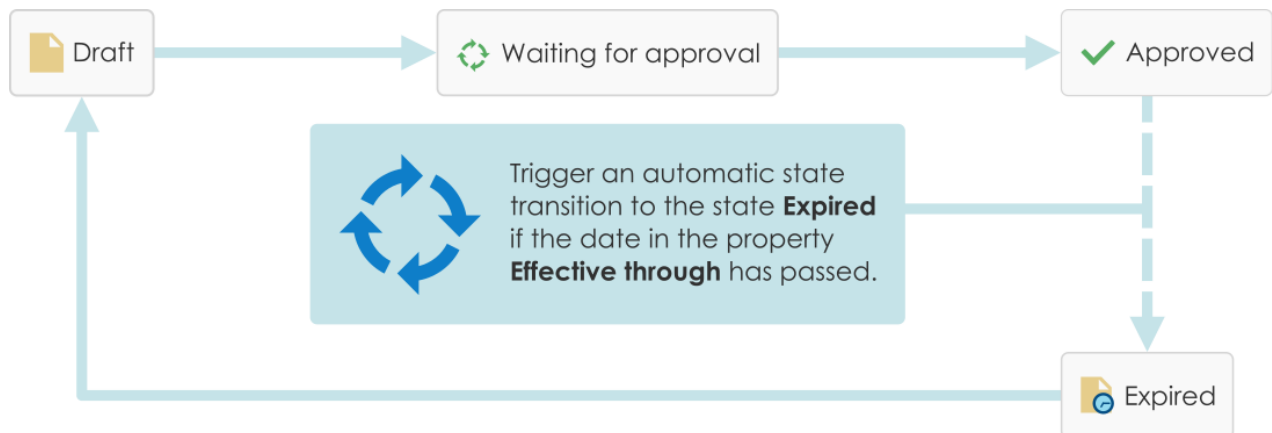 Draft
Waiting for approval
Approved
Trigger an automatic state
transition to the state Expired
if the date in the property
Effective through has passed.
Expired